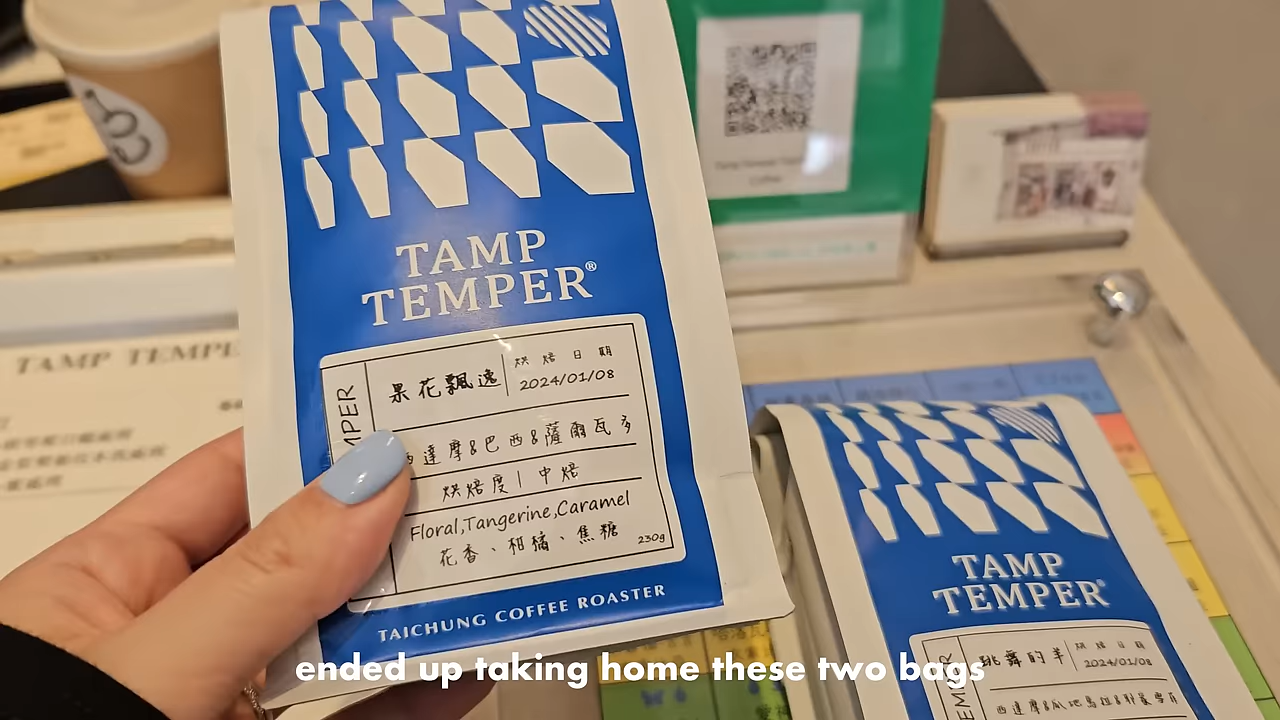 TAMP
TEMPER®
果花飄逸
烘焙日期
2024/01/08
達摩&巴西&薩爾瓦多
烘焙度 | 中焙
Floral,Tangerine,Caramel
花香、柑橘、焦糖
230g
TAICHUNG COFFEE ROASTER
TAMP TEMPE
TAMP
TEMPER®
跳舞的羊
烘焙日期
2024/01/08
ended up taking home these two bags